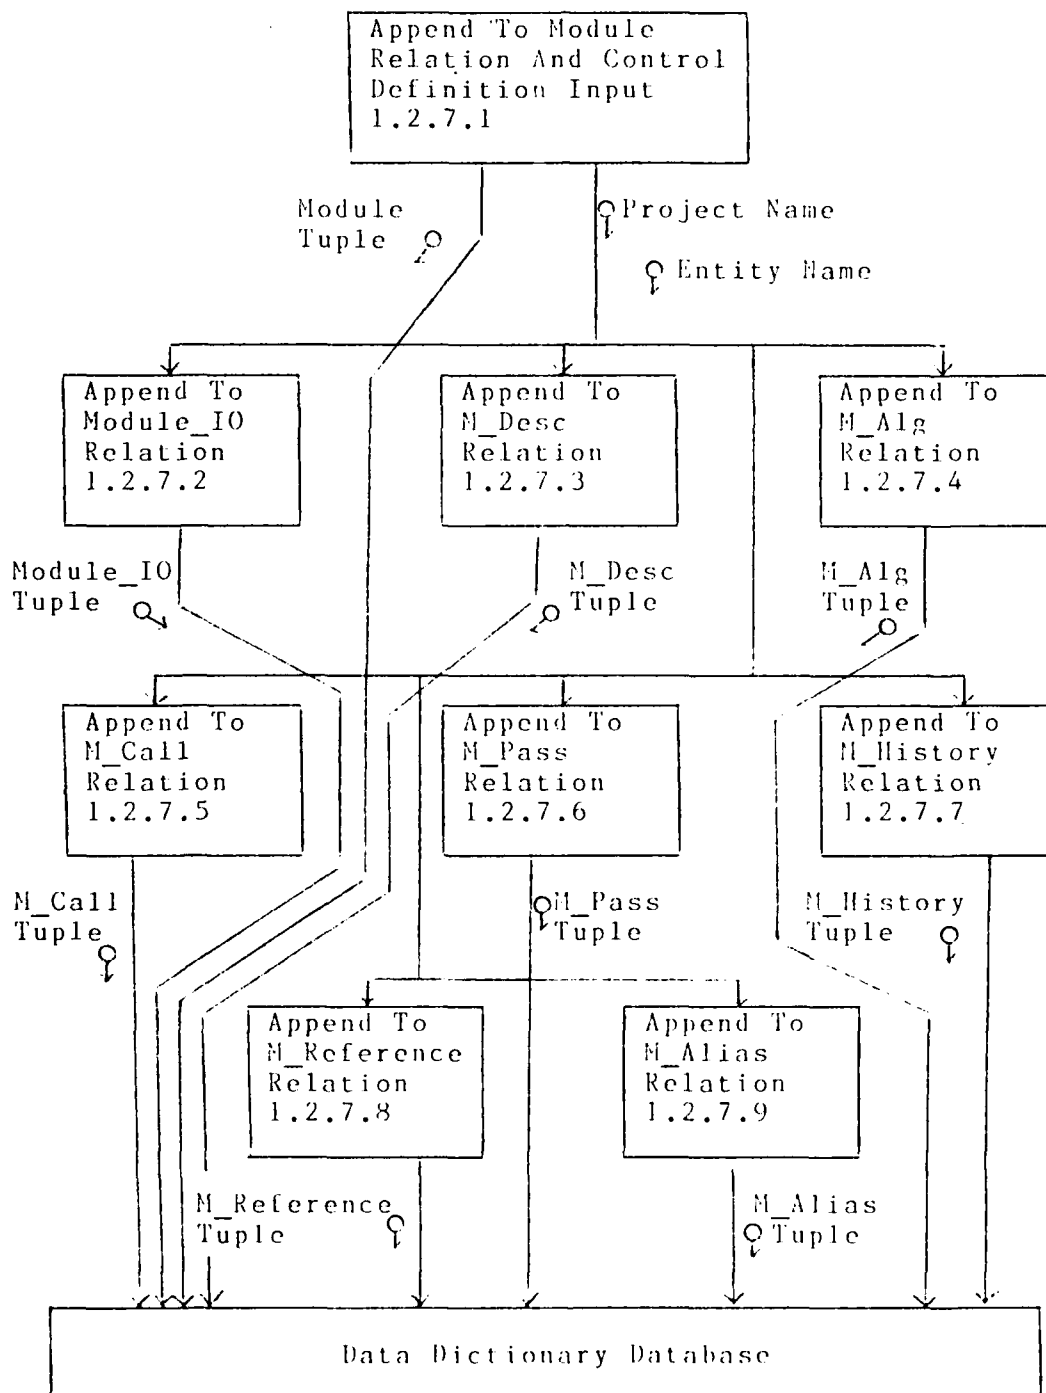 Append To Module
Relation And Control
Definition Input
1.2.7.1
Module
Tuple
Project Name
Entity Name
Append To
Module_IO
Relation
1.2.7.2
Append To
M_Desc
Relation
1.2.7.3
Append To
M_Alg
Relation
1.2.7.4
Module_IO
Tuple
M_Desc
Tuple
M_Alg
Tuple
Append To
M_Call
Relation
1.2.7.5
Append To
M_Pass
Relation
1.2.7.6
Append To
M_History
Relation
1.2.7.7
M_Call
Tuple
M_Pass
Tuple
M_History
Tuple
Append To
M_Reference
Relation
1.2.7.8
Append To
M_Alias
Relation
1.2.7.9
M_Reference
Tuple
M_Alias
Tuple
Data Dictionary Database